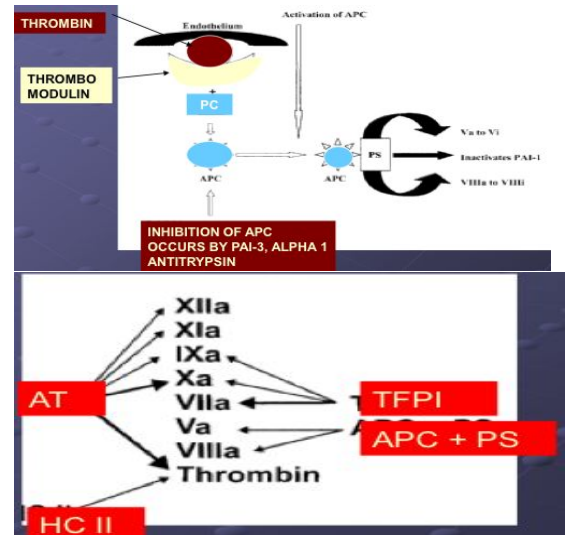 THROMBIN
Endothelium
Activation of APC
THROMBO
MODULIN
+
PC
APC
APC
PS
Va to Vi
Inactivates PAI-1
VIIIa to VIIIi
INHIBITION OF APC
OCCURS BY PAI-3, ALPHA 1
ANTITRYPSIN
XIIa
XIa
IXa
Xa
VIIa
Va
VIIIa
Thrombin
AT
TFPI
APC + PS
HC II